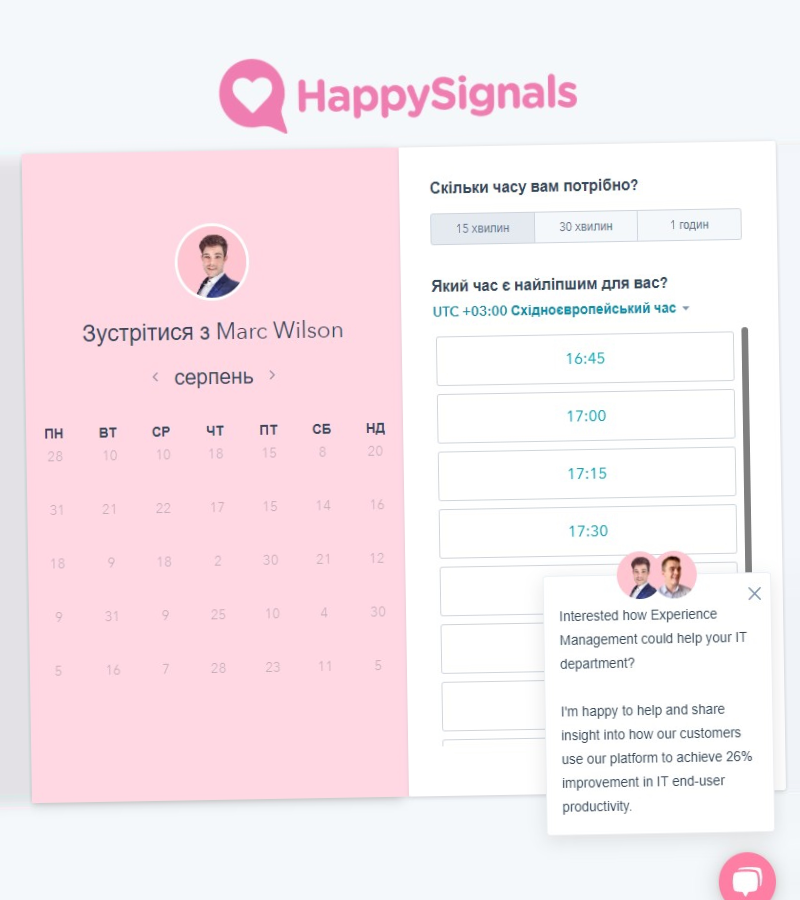 HappySignals
Зустрітися з Marc Wilson
серпень
ПН ВТ СР ЧТ ПТ СБ НД
28 10 10 18 15 8 20
31 21 22 17 15 14 16
18 9 18 2 30 21 12
9 31 9 25 10 4 30
5 16 7 28 23 11 5
Скільки часу вам потрібно?
15 хвилин 30 хвилин 1 годин
Який час є найліпшим для вас?
UTC +03:00 Східноєвропейський час
16:45
17:00
17:15
17:30
Interested how Experience
Management could help your IT
department?
I'm happy to help and share
insight into how our customers
use our platform to achieve 26%
improvement in IT end-user
productivity.